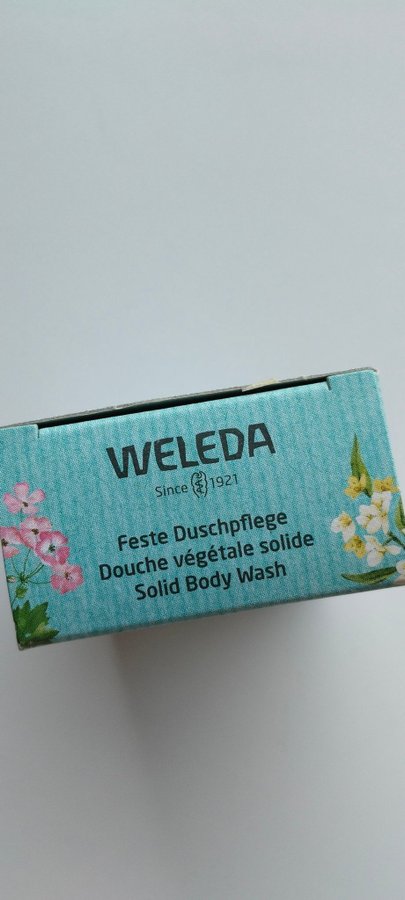 WELEDA
Since 1921
Feste Duschpflege
Douche végétale solide
Solid Body Wash